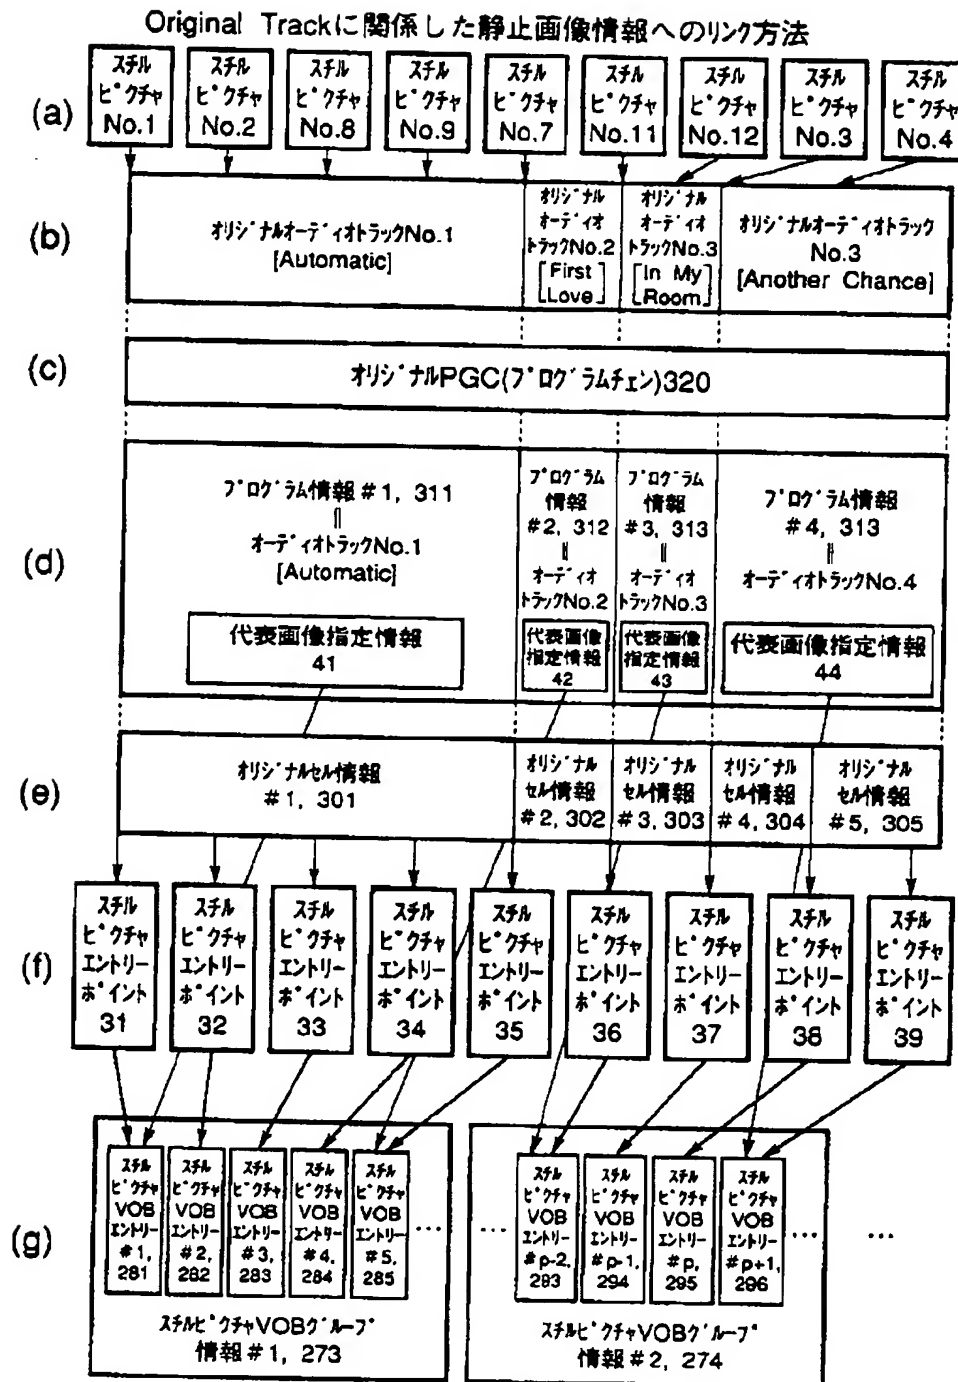 Original Trackに関係した静止画像情報へのリンク方法
(a)
スチル
ピクチャ
No.1
スチル
ピクチャ
No.2
スチル
ピクチャ
No.8
スチル
ピクチャ
No.9
スチル
ピクチャ
No.7
スチル
ピクチャ
No.11
スチル
ピクチャ
No.12
スチル
ピクチャ
No.3
スチル
ピクチャ
No.4
(b)
オリジナルオーディオトラックNo.1
[Automatic]
オリジナル
オーディオ
トラックNo.2
[First
Love]
オリジナル
オーディオ
トラックNo.3
[In My
Room]
オリジナルオーディオトラック
No.3
[Another Chance]
(c)
オリジナルPGC(プログラムチェン)320
(d)
プログラム情報#1, 311
||
オーディオトラックNo.1
[Automatic]
代表画像指定情報
41
プログラム
情報
#2, 312
||
オーディオ
トラックNo.2
代表画像
指定情報
42
プログラム
情報
#3, 313
||
オーディオ
トラックNo.3
代表画像
指定情報
43
プログラム情報
#4, 313
||
オーディオトラックNo.4
代表画像指定情報
44
(e)
オリジナルセル情報
#1, 301
オリジナル
セル情報
#2, 302
オリジナル
セル情報
#3, 303
オリジナル
セル情報
#4, 304
オリジナル
セル情報
#5, 305
(f)
スチル
ピクチャ
エントリー
ポイント
31
スチル
ピクチャ
エントリー
ポイント
32
スチル
ピクチャ
エントリー
ポイント
33
スチル
ピクチャ
エントリー
ポイント
34
スチル
ピクチャ
エントリー
ポイント
35
スチル
ピクチャ
エントリー
ポイント
36
スチル
ピクチャ
エントリー
ポイント
37
スチル
ピクチャ
エントリー
ポイント
38
スチル
ピクチャ
エントリー
ポイント
39
(g)
スチル
ピクチャ
VOB
エントリー
#1,
281
スチル
ピクチャ
VOB
エントリー
#2,
282
スチル
ピクチャ
VOB
エントリー
#3,
283
スチル
ピクチャ
VOB
エントリー
#4,
284
スチル
ピクチャ
VOB
エントリー
#5,
285
…
スチルピクチャVOBグループ
情報#1, 273
…
スチル
ピクチャ
VOB
エントリー
#p-2,
293
スチル
ピクチャ
VOB
エントリー
#p-1,
294
スチル
ピクチャ
VOB
エントリー
#p,
295
スチル
ピクチャ
VOB
エントリー
#p+1,
296
…
スチルピクチャVOBグループ
情報#2, 274
…